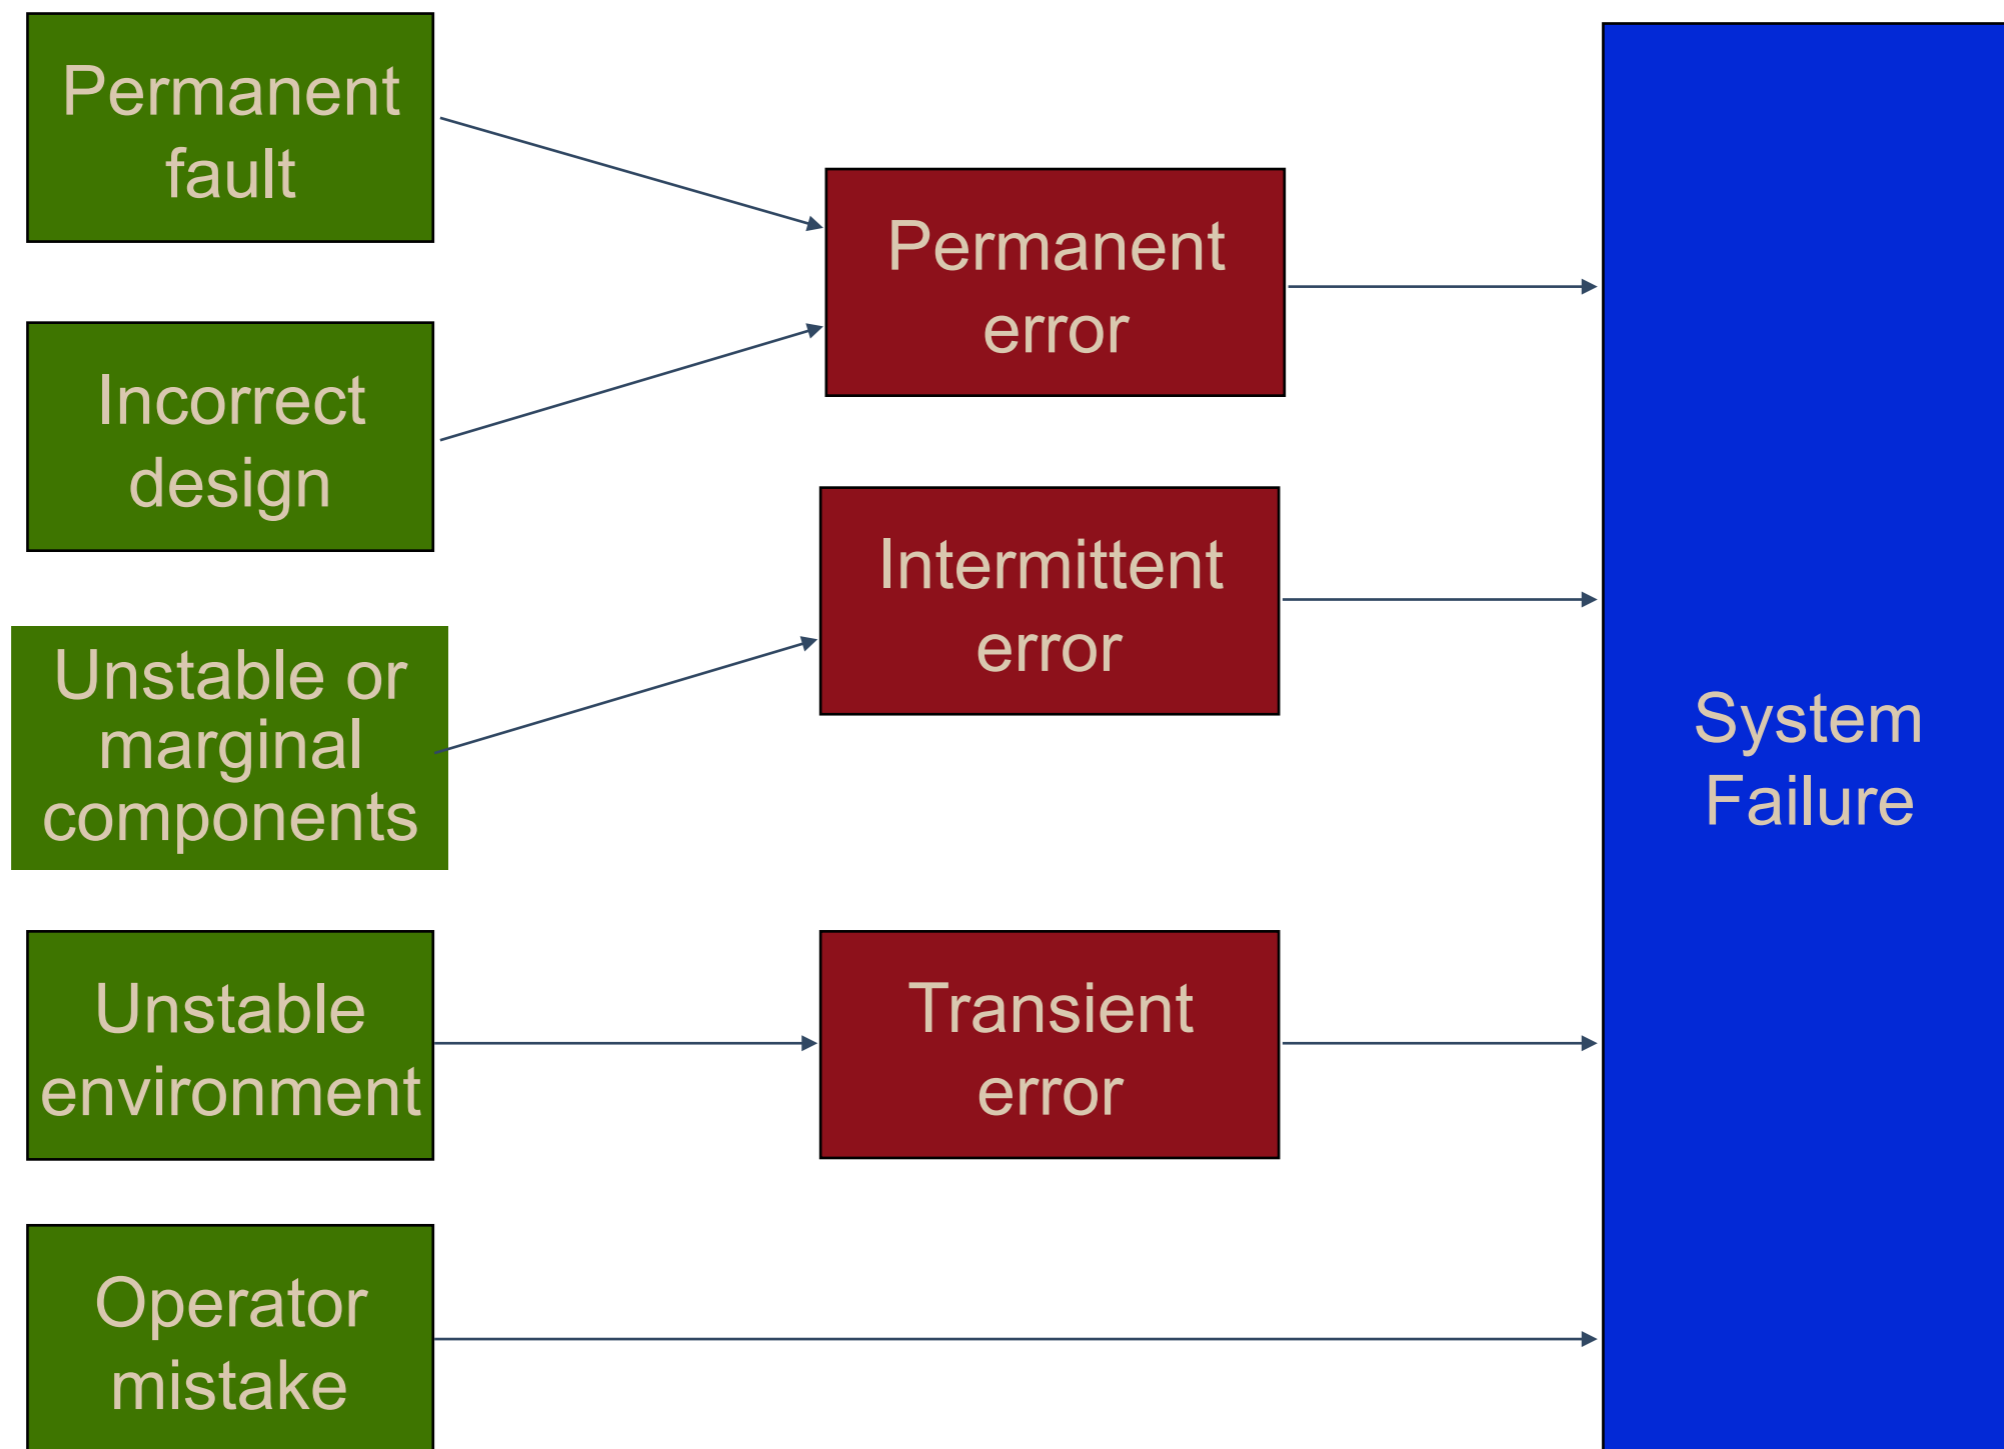 Permanent
fault
Incorrect
design
Unstable or
marginal
components
Unstable
environment
Operator
mistake
Permanent
error
Intermittent
error
Transient
error
System
Failure